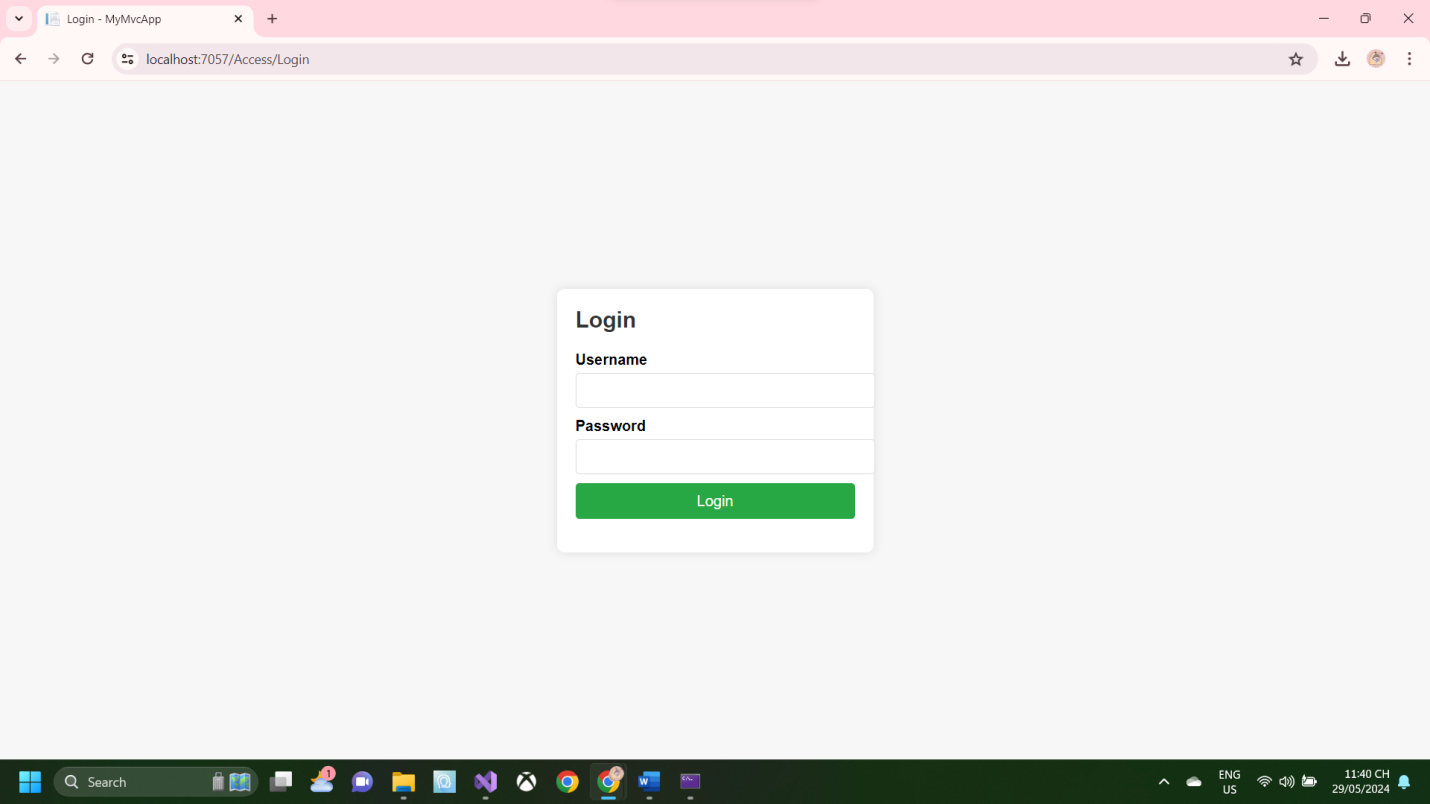 Login - MyMvcApp
localhost:7057/Access/Login
Login
Username
Password
Login
Search
1
ENG
US
11:40 CH
29/05/2024